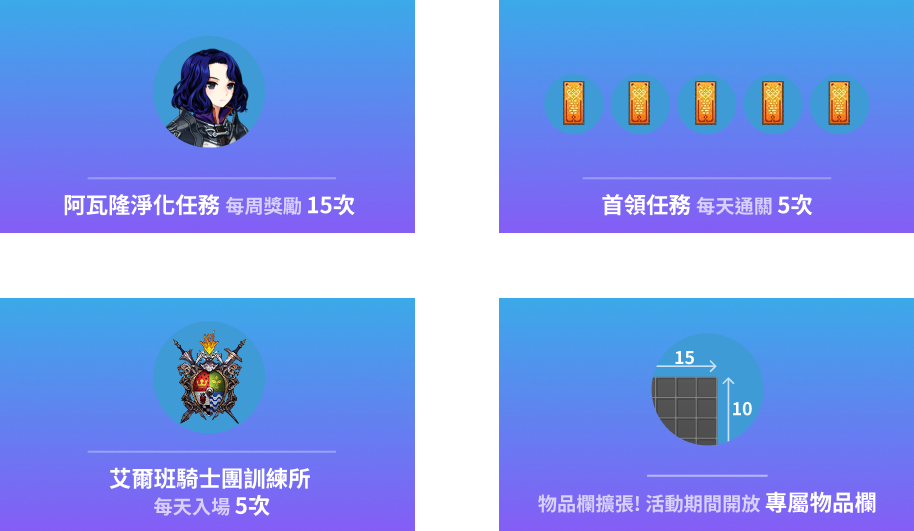 阿瓦隆淨化任務 每周獎勵 15次
首領任務 每天通關 5次
艾爾班騎士團訓練所
每天入場 5次
15
10
物品欄擴張! 活動期間開放 專屬物品欄